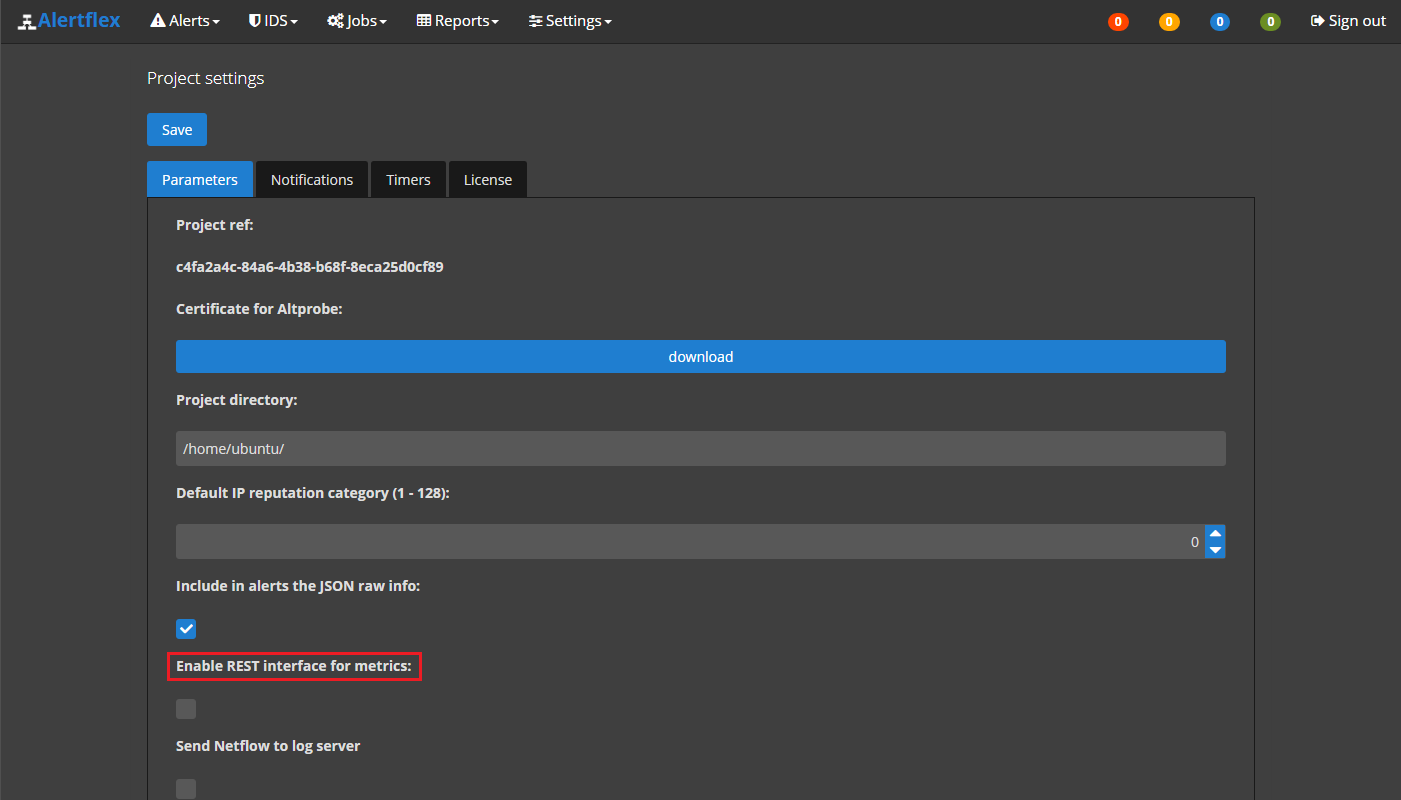 Alertflex Alerts IDS Jobs Reports Settings 0 0 0 0 Sign out
Project settings
Save
Parameters Notifications Timers License
Project ref:
c4fa2a4c-84a6-4b38-b68f-8eca25d0cf89
Certificate for Altprobe:
download
Project directory:
/home/ubuntu/
Default IP reputation category (1 - 128):
0
Include in alerts the JSON raw info:
Enable REST interface for metrics:
Send Netflow to log server